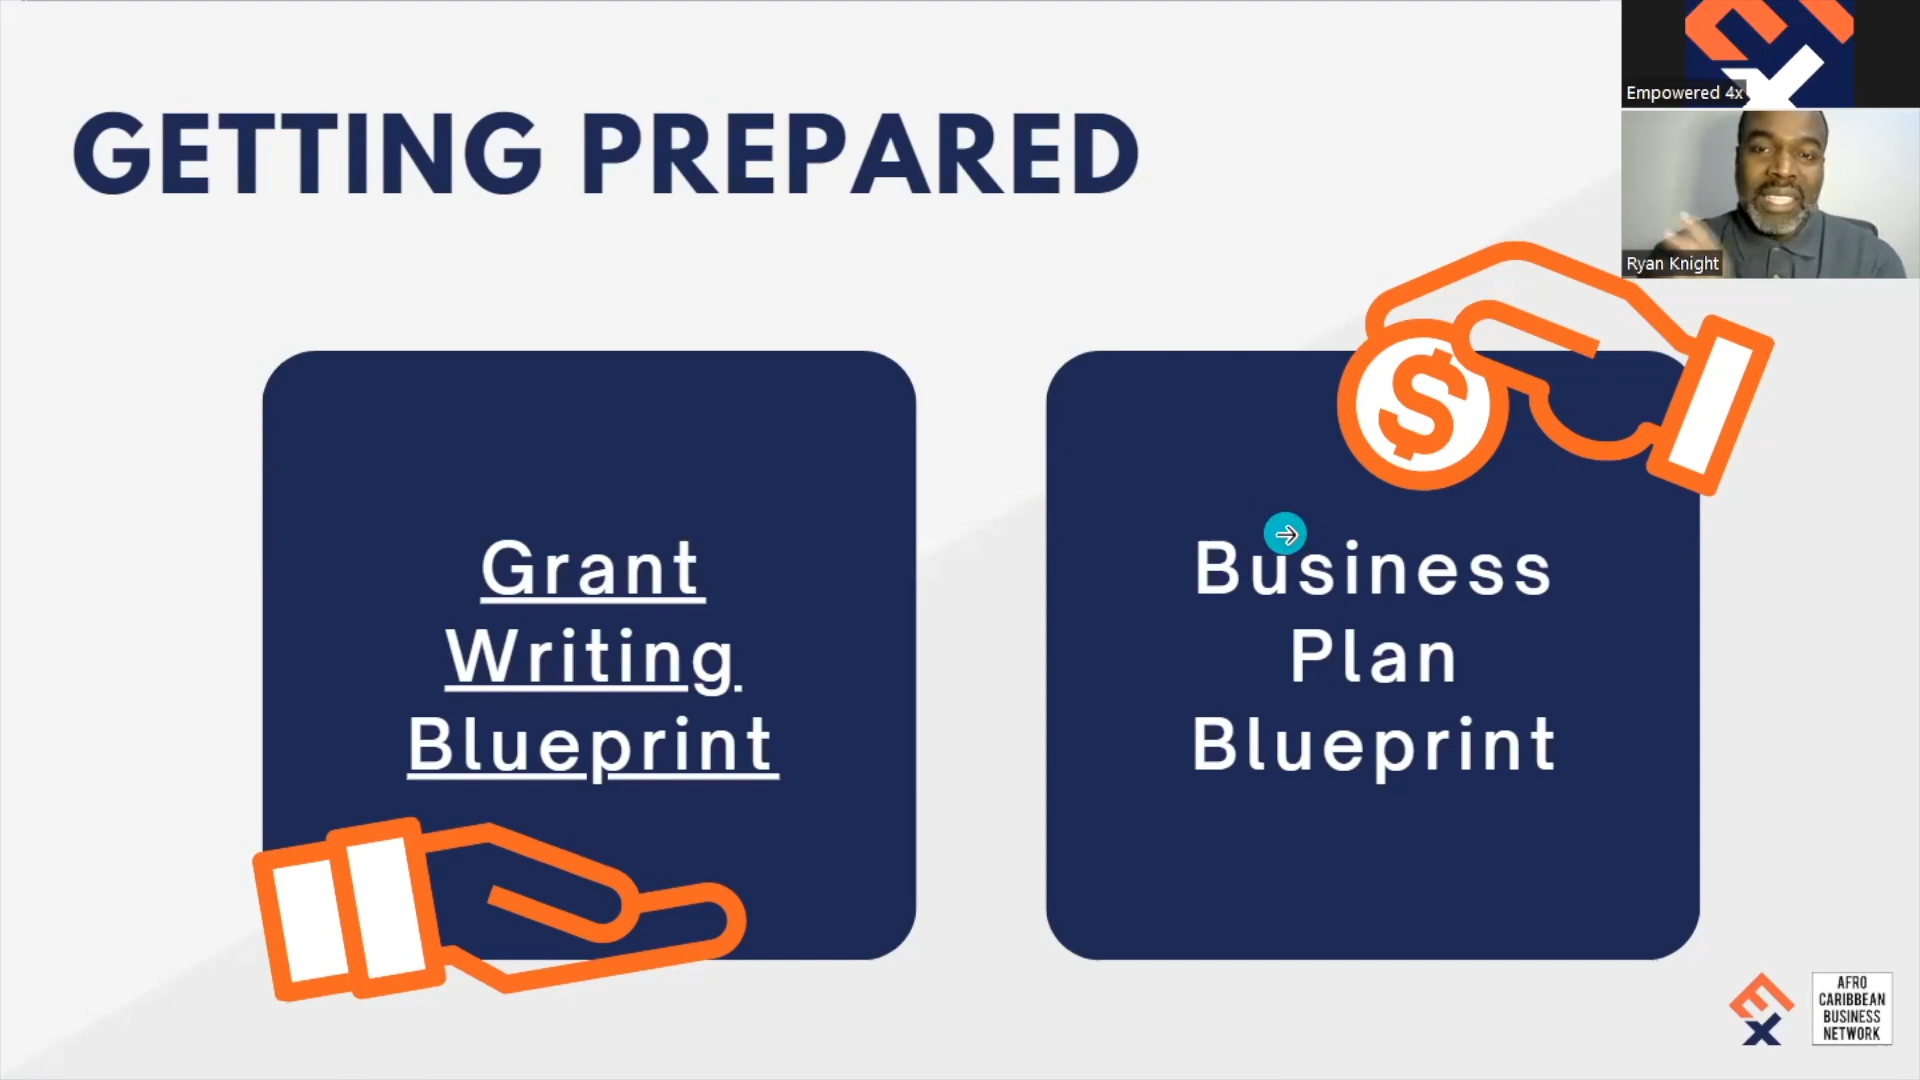 GETTING PREPARED
Empowered 4x
Ryan Knight
$
Grant
Writing
Blueprint
Business
Plan
Blueprint
AFRO
CARIBBEAN
BUSINESS
NETWORK